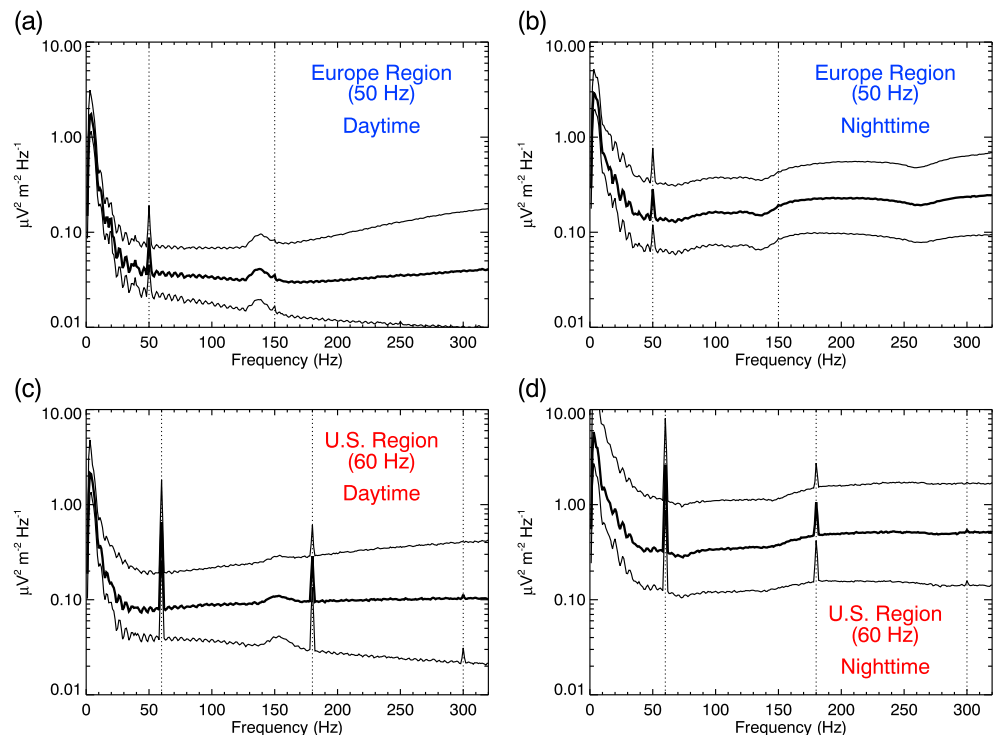 (a)
10.00
1.00
0.10
0.01
μV² m⁻² Hz⁻¹
Europe Region
(50 Hz)
Daytime
0 50 100 150 200 250 300
Frequency (Hz)
(b)
10.00
1.00
0.10
0.01
μV² m⁻² Hz⁻¹
Europe Region
(50 Hz)
Nighttime
0 50 100 150 200 250 300
Frequency (Hz)
(c)
10.00
1.00
0.10
0.01
μV² m⁻² Hz⁻¹
U.S. Region
(60 Hz)
Daytime
0 50 100 150 200 250 300
Frequency (Hz)
(d)
10.00
1.00
0.10
0.01
μV² m⁻² Hz⁻¹
U.S. Region
(60 Hz)
Nighttime
0 50 100 150 200 250 300
Frequency (Hz)